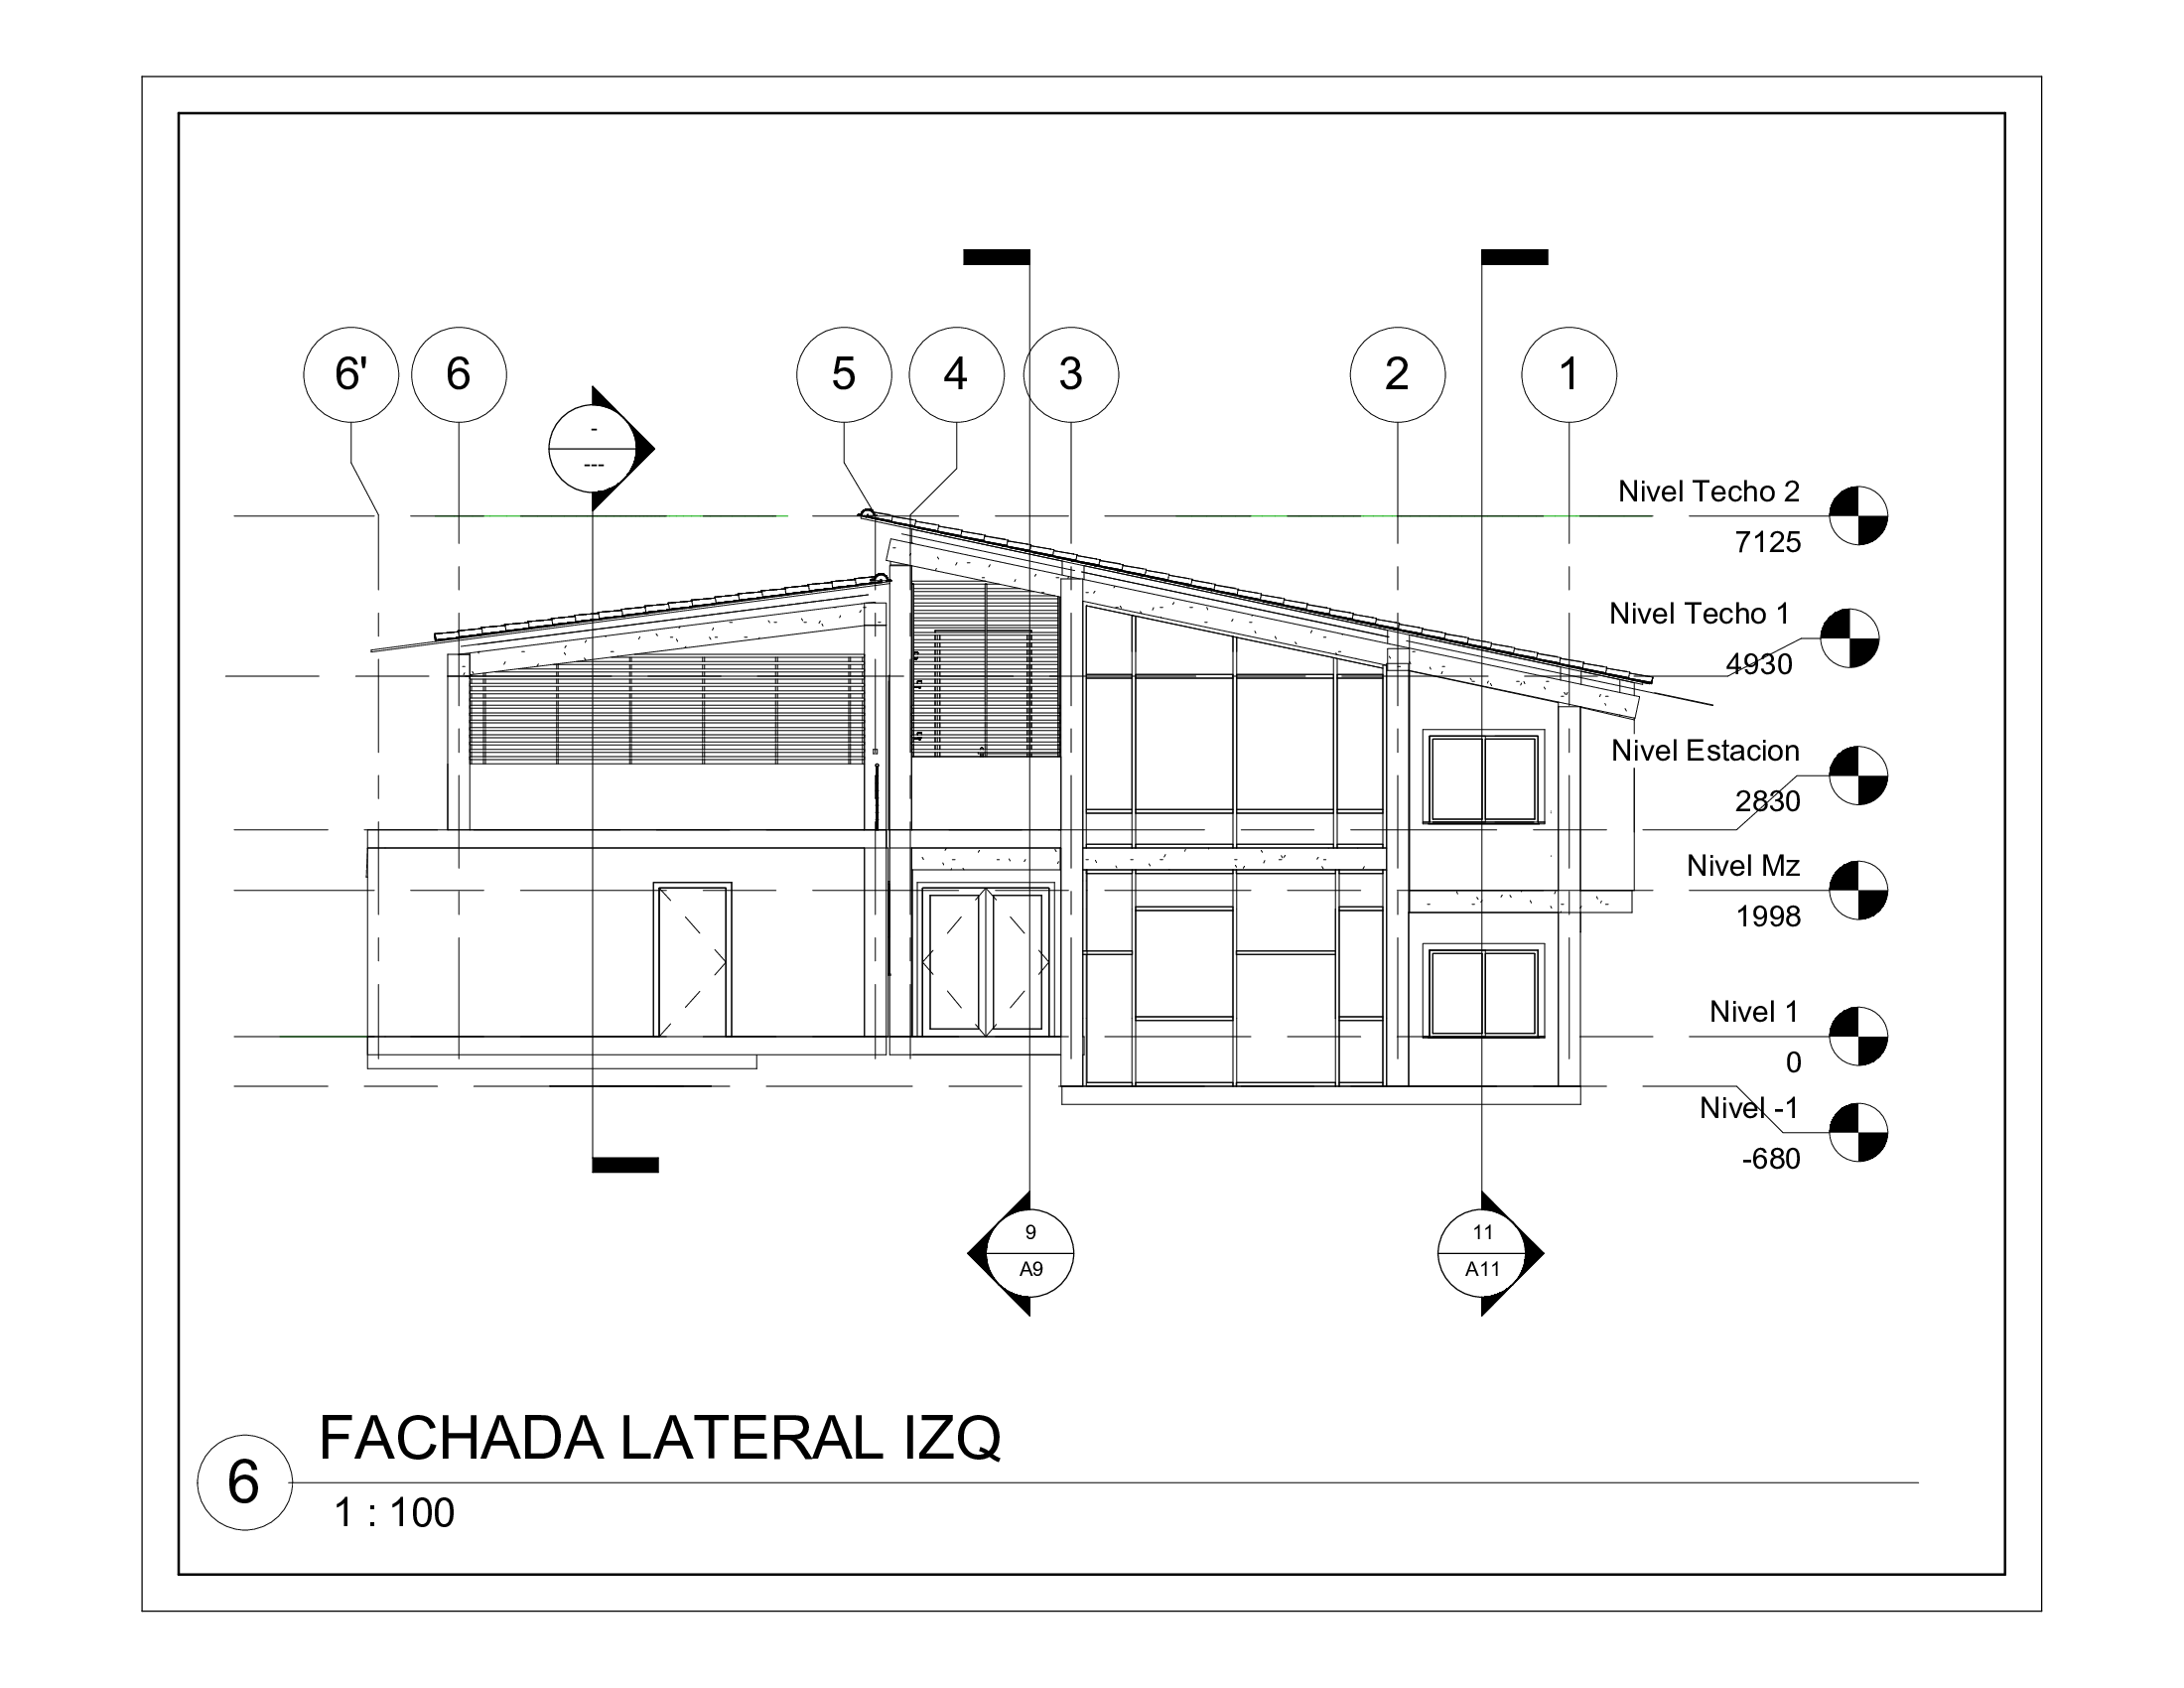 6'
6
5
4
3
2
1
-
---
Nivel Techo 2
7125
Nivel Techo 1
4930
Nivel Estacion
2830
Nivel Mz
1998
Nivel 1
0
Nivel -1
-680
9
A9
11
A11
FACHADA LATERAL IZQ
6
1 : 100